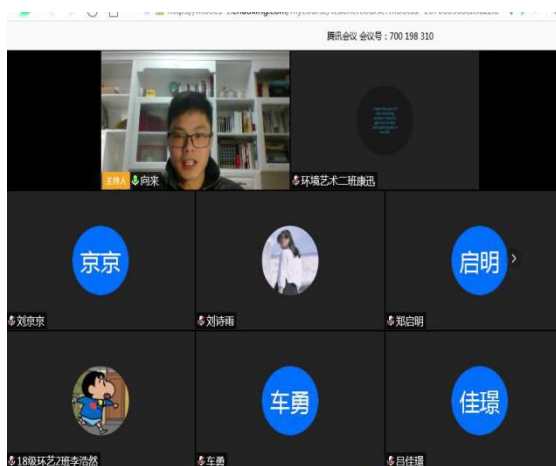 腾讯会议 会议号：700 198 310
主持人 向来
环境艺术二班康迅
京京
启明
刘京京
刘诗雨
郑启明
车勇
佳璟
18级环艺2班李浩然
车勇
吕佳璟